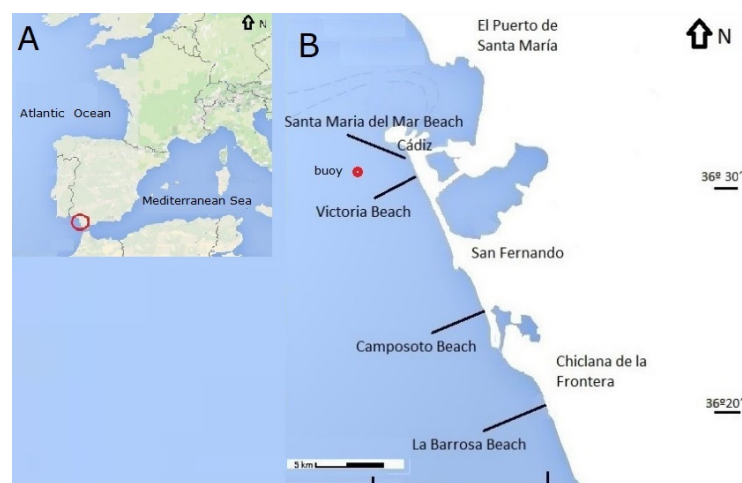 A
N
Atlantic Ocean
Mediterranean Sea
B
N
El Puerto de
Santa María
Santa Maria del Mar Beach
Cádiz
buoy
36º 30'
Victoria Beach
San Fernando
Camposoto Beach
Chiclana de la
Frontera
36º20'
La Barrosa Beach
5 km